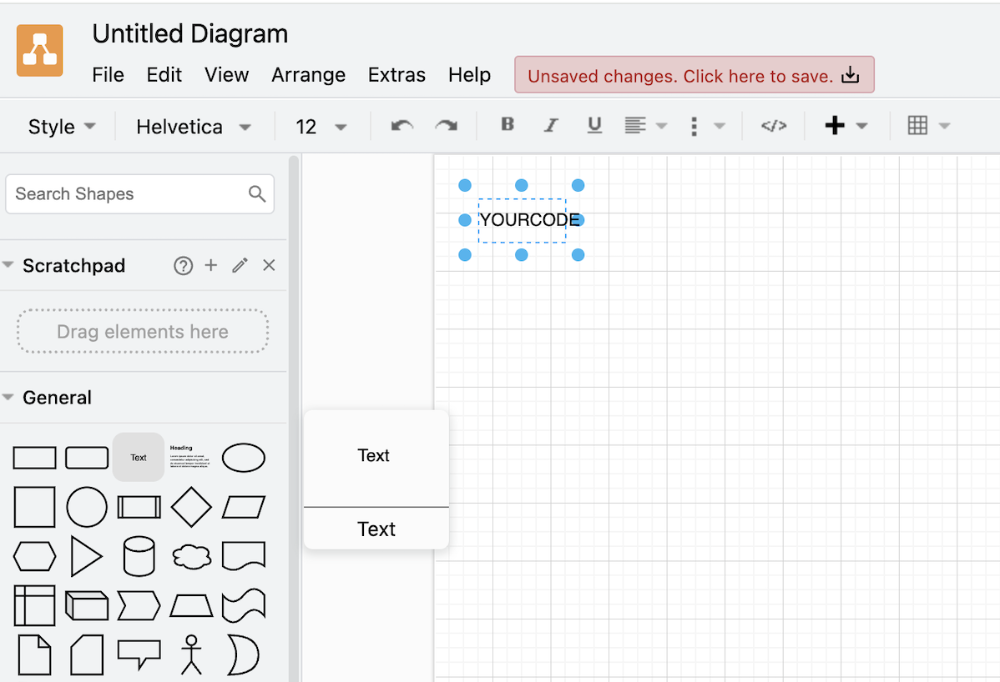 Untitled Diagram
File Edit View Arrange Extras Help Unsaved changes. Click here to save.
Style Helvetica 12 B I U </>
Search Shapes
YOURCODE
Scratchpad
Drag elements here
General
Text
Heading
Text
Text